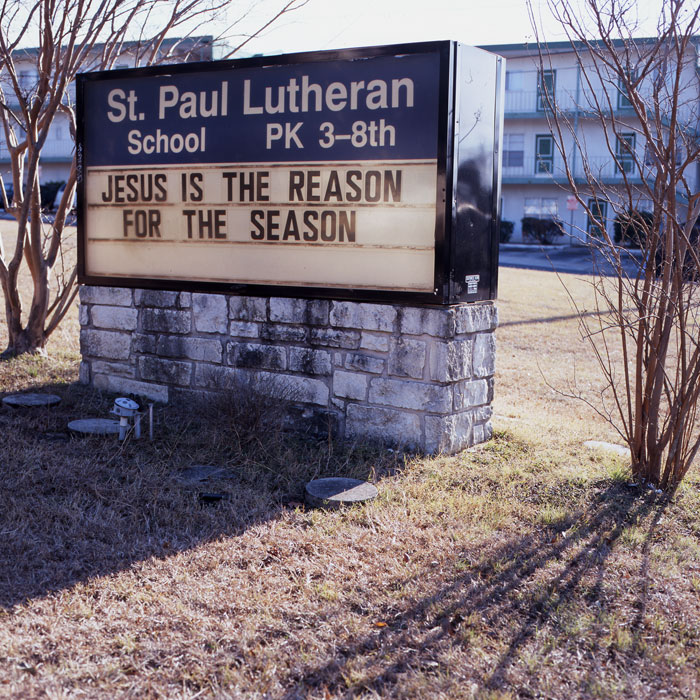 St. Paul Lutheran
School PK 3–8th
JESUS IS THE REASON
FOR THE SEASON